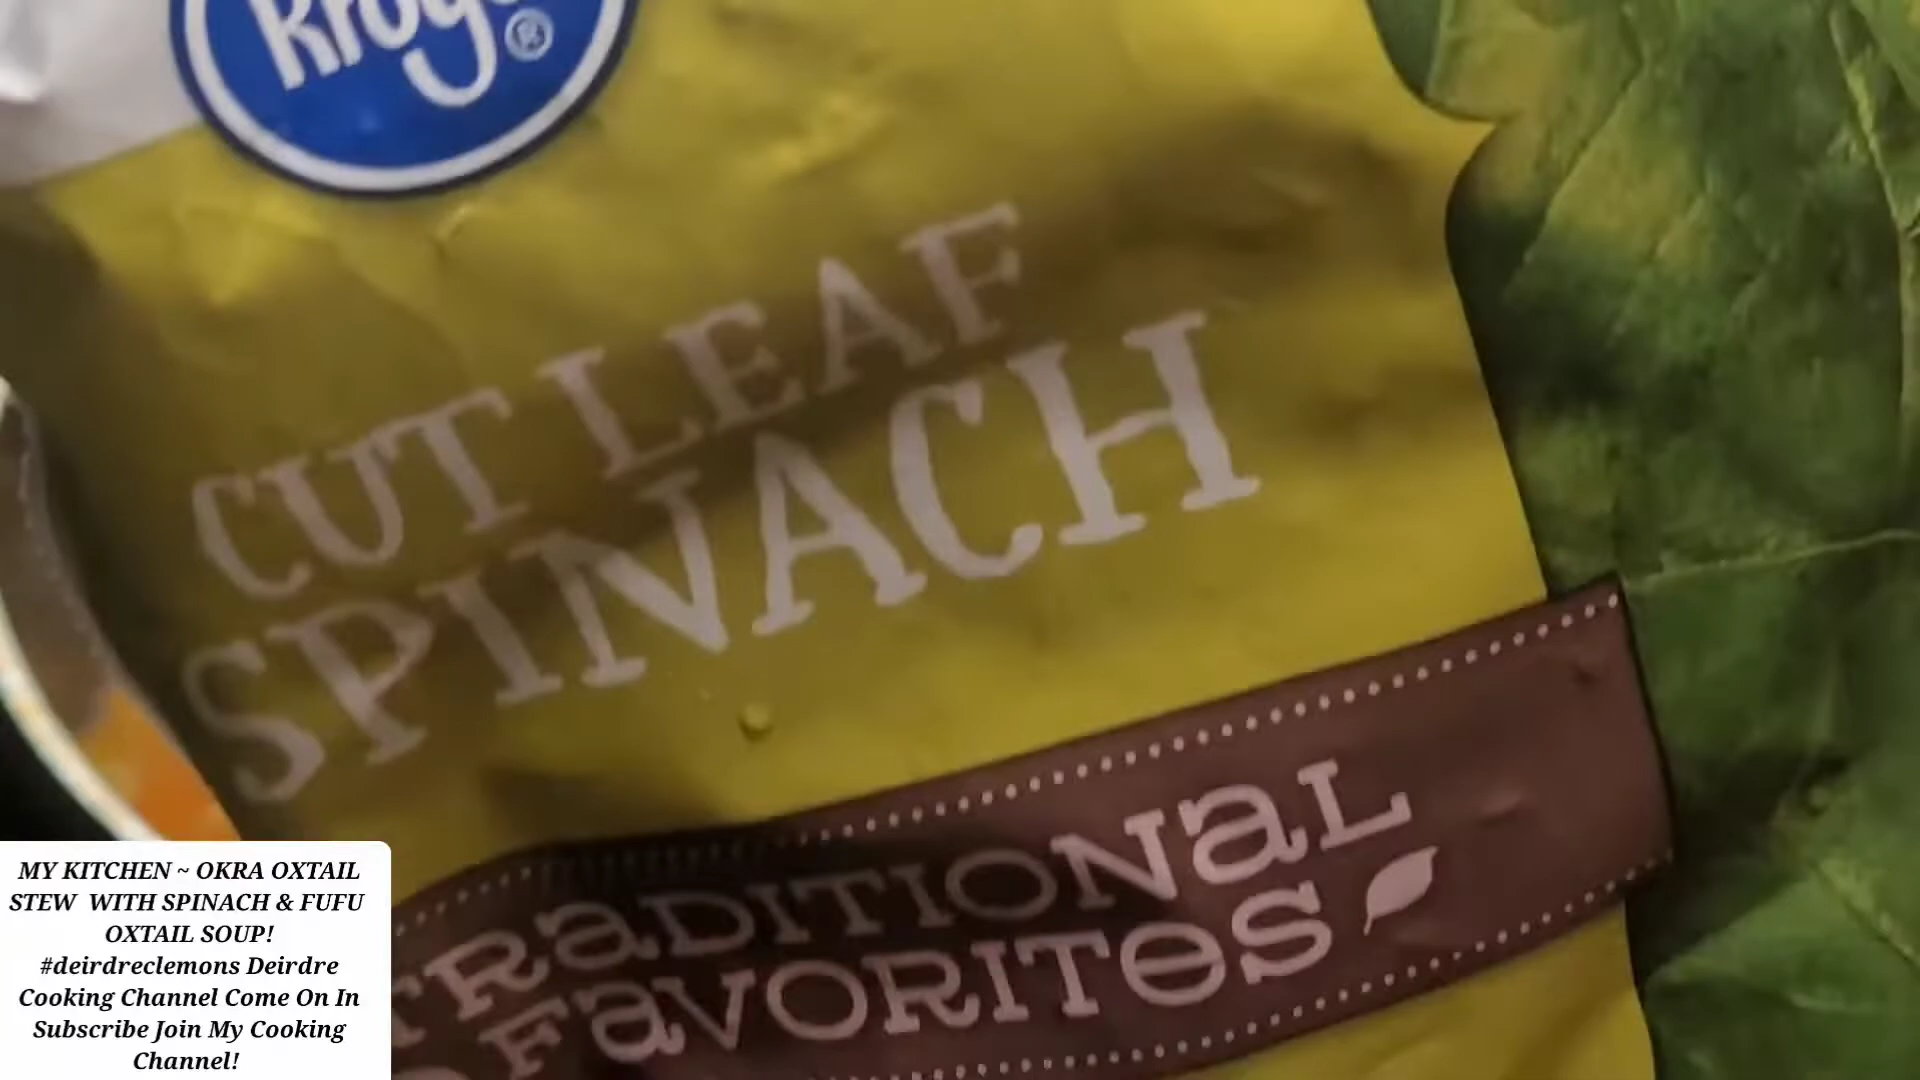 Kroger®
CUT LEAF
SPINACH
TRADITIONAL
FAVORITES
MY KITCHEN ~ OKRA OXTAIL
STEW WITH SPINACH & FUFU
OXTAIL SOUP!
#deirdreclemons Deirdre
Cooking Channel Come On In
Subscribe Join My Cooking
Channel!